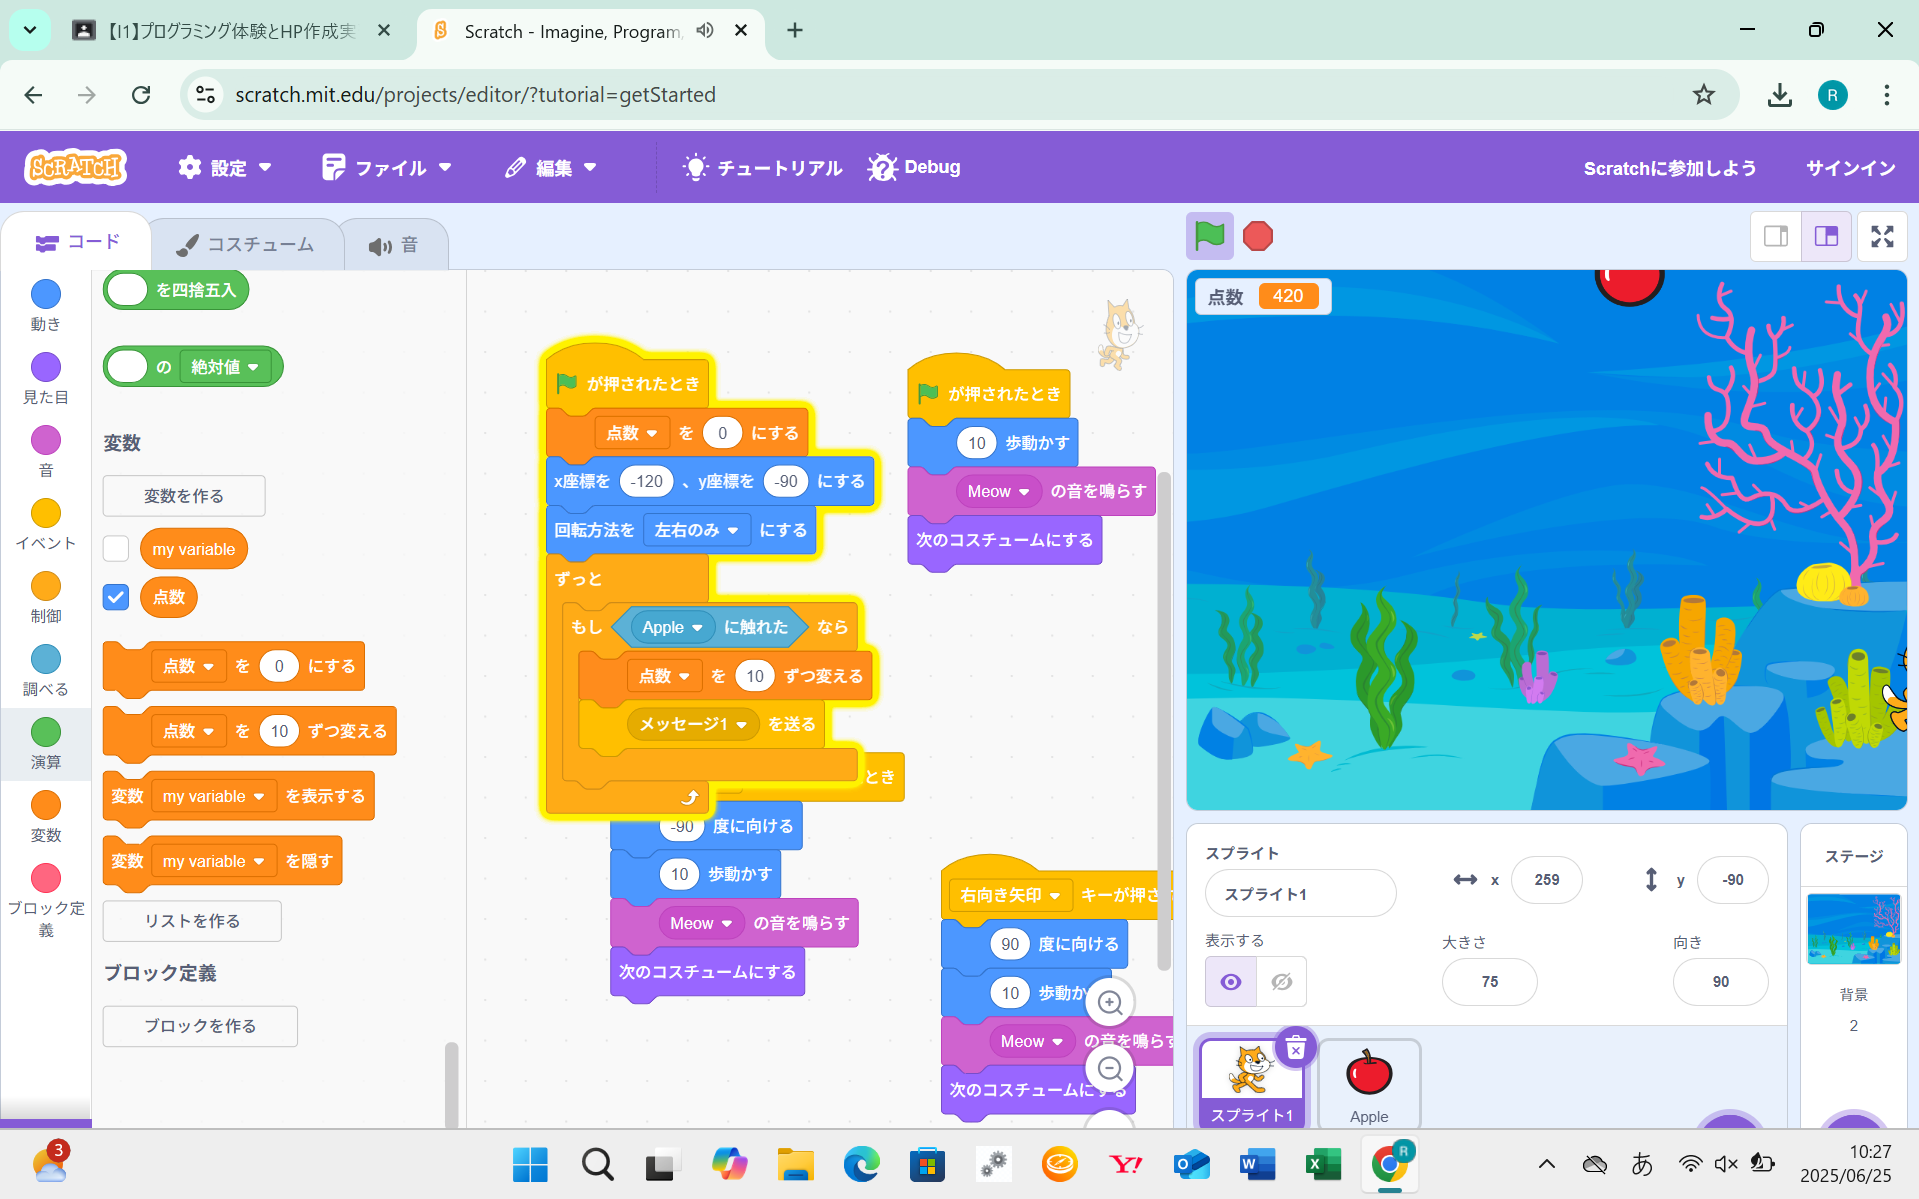 【I1】プログラミング体験とHP作成実
Scratch - Imagine, Program,
scratch.mit.edu/projects/editor/?tutorial=getStarted
R
SCRATCH
設定
ファイル
編集
チュートリアル
Debug
Scratchに参加しよう
サインイン
コード
コスチューム
音
動き
見た目
音
イベント
制御
調べる
演算
変数
ブロック定義
を四捨五入
の 絶対値
変数
変数を作る
my variable
点数
点数 を 0 にする
点数 を 10 ずつ変える
変数 my variable を表示する
変数 my variable を隠す
リストを作る
ブロック定義
ブロックを作る
が押されたとき
点数 を 0 にする
x座標を -120 、y座標を -90 にする
回転方法を 左右のみ にする
ずっと
もし Apple に触れた なら
点数 を 10 ずつ変える
メッセージ1 を送る
とき
-90 度に向ける
10 歩動かす
Meow の音を鳴らす
次のコスチュームにする
が押されたとき
10 歩動かす
Meow の音を鳴らす
次のコスチュームにする
右向き矢印 キーが押さ
90 度に向ける
10 歩動か
Meow の音を鳴らす
次のコスチュームにする
点数 420
スプライト
スプライト1
x 259
y -90
表示する
大きさ
75
向き
90
スプライト1
Apple
ステージ
背景
2
3
あ
R
10:27
2025/06/25